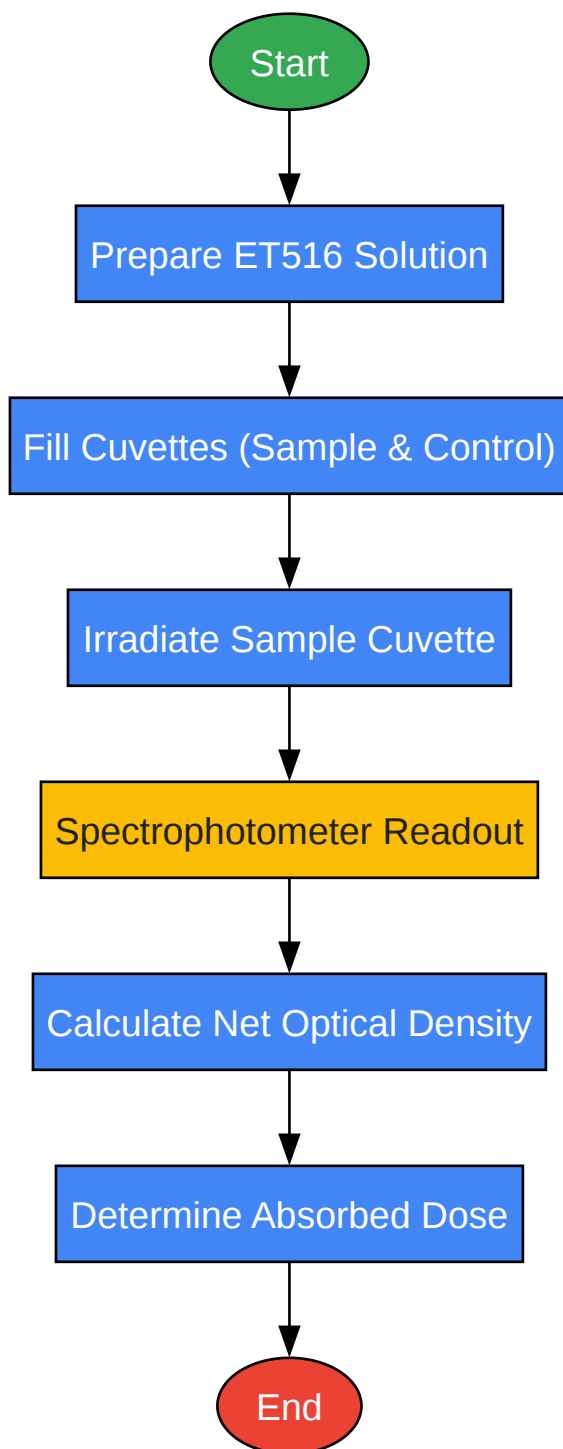 Start
Prepare ET516 Solution
Fill Cuvettes (Sample & Control)
Irradiate Sample Cuvette
Spectrophotometer Readout
Calculate Net Optical Density
Determine Absorbed Dose
End